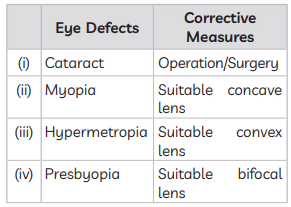 Eye Defects Corrective Measures
(i) Cataract Operation/Surgery
(ii) Myopia Suitable concave lens
(iii) Hypermetropia Suitable convex lens
(iv) Presbyopia Suitable bifocal lens